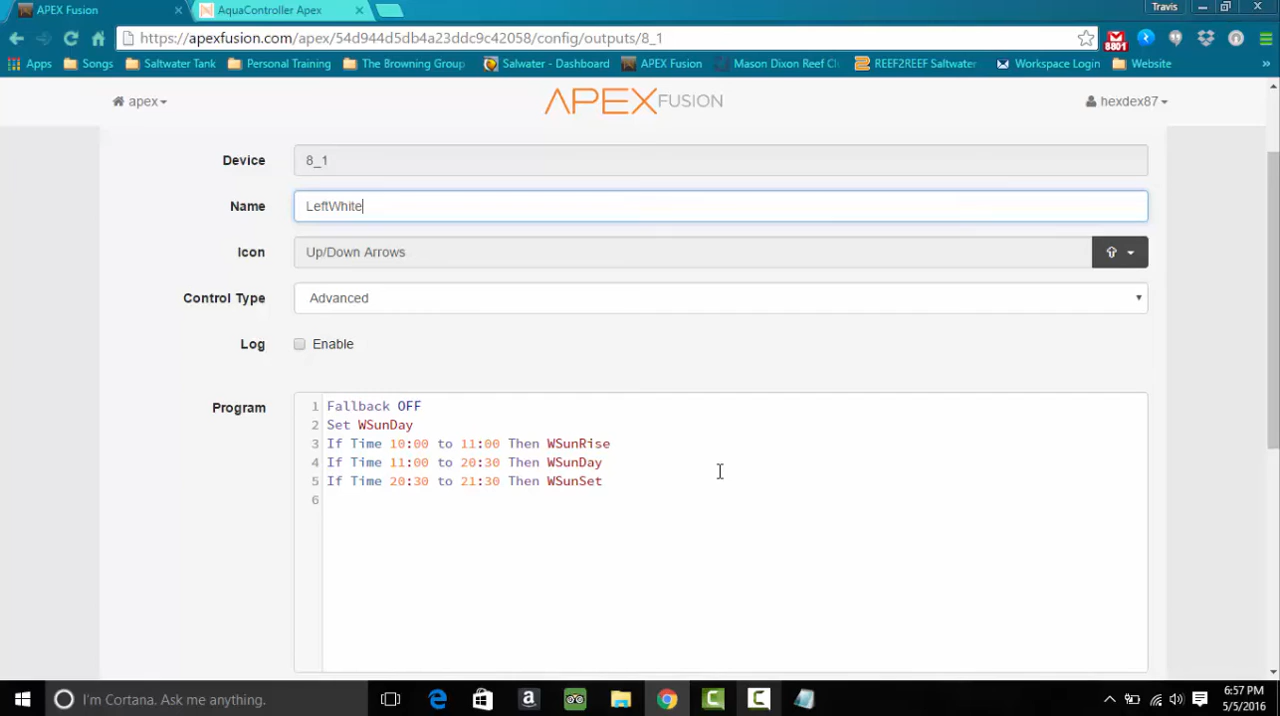 APEX Fusion
AquaController Apex
Travis
https://apexfusion.com/apex/54d944d5db4a23ddc9c42058/config/outputs/8_1
8801
Apps
Songs
Saltwater Tank
Personal Training
The Browning Group
Salwater - Dashboard
APEX Fusion
Mason Dixon Reef Cl
REEF2REEF Saltwater
Workspace Login
Website
»
apex
APEX FUSION
hexdex87
Device 8_1
Name LeftWhite
Icon Up/Down Arrows
Control Type Advanced
Log Enable
Program
1 Fallback OFF
2 Set WSunDay
3 If Time 10:00 to 11:00 Then WSunRise
4 If Time 11:00 to 20:30 Then WSunDay
5 If Time 20:30 to 21:30 Then WSunSet
6
I'm Cortana. Ask me anything.
6:57 PM
5/5/2016